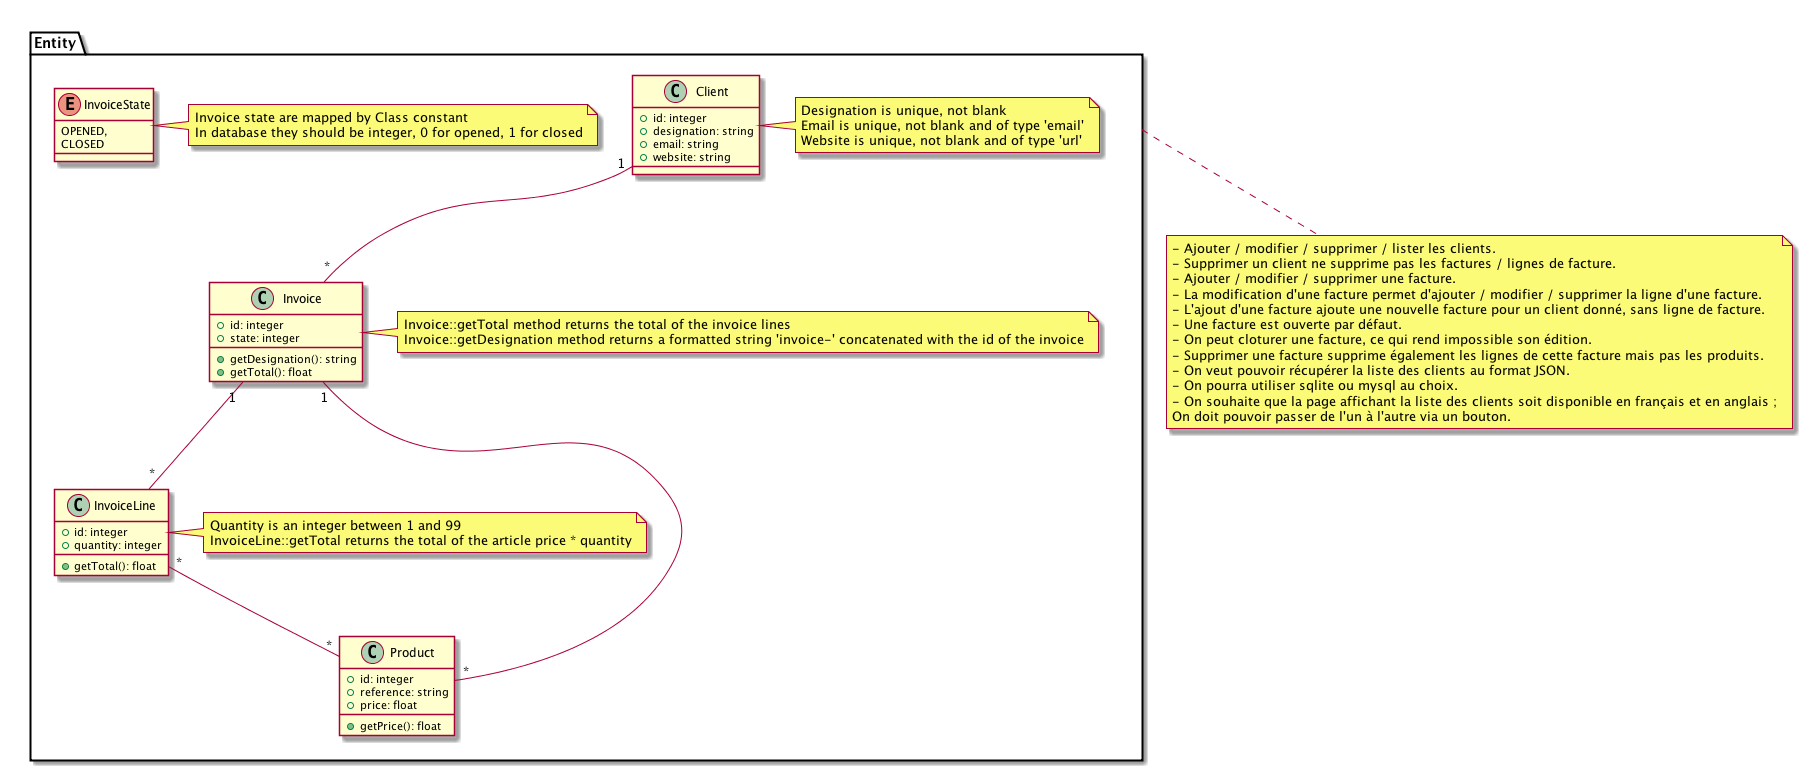 Entity
E InvoiceState
OPENED,
CLOSED
Invoice state are mapped by Class constant
In database they should be integer, 0 for opened, 1 for closed
C Client
id: integer
designation: string
email: string
website: string
Designation is unique, not blank
Email is unique, not blank and of type 'email'
Website is unique, not blank and of type 'url'
1
*
- Ajouter / modifier / supprimer / lister les clients.
- Supprimer un client ne supprime pas les factures / lignes de facture.
- Ajouter / modifier / supprimer une facture.
- La modification d'une facture permet d'ajouter / modifier / supprimer la ligne d'une facture.
- L'ajout d'une facture ajoute une nouvelle facture pour un client donné, sans ligne de facture.
- Une facture est ouverte par défaut.
- On peut cloturer une facture, ce qui rend impossible son édition.
- Supprimer une facture supprime également les lignes de cette facture mais pas les produits.
- On veut pouvoir récupérer la liste des clients au format JSON.
- On pourra utiliser sqlite ou mysql au choix.
- On souhaite que la page affichant la liste des clients soit disponible en français et en anglais ;
On doit pouvoir passer de l'un à l'autre via un bouton.
C Invoice
id: integer
state: integer
getDesignation(): string
getTotal(): float
Invoice::getTotal method returns the total of the invoice lines
Invoice::getDesignation method returns a formatted string 'invoice-' concatenated with the id of the invoice
1
1
*
C InvoiceLine
id: integer
quantity: integer
getTotal(): float
Quantity is an integer between 1 and 99
InvoiceLine::getTotal returns the total of the article price * quantity
*
*
*
C Product
id: integer
reference: string
price: float
getPrice(): float